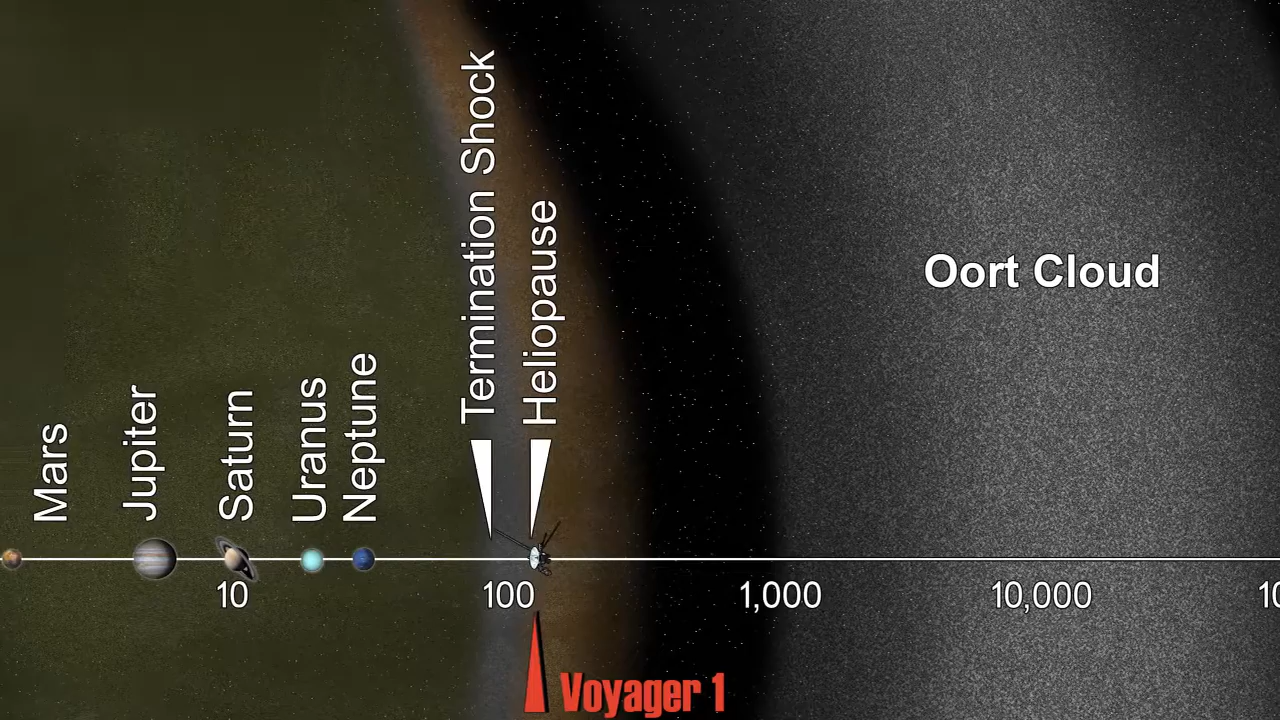 Termination Shock
Heliopause
Oort Cloud
Mars
Jupiter
Saturn
Uranus
Neptune
10
100
1,000
10,000
Voyager 1